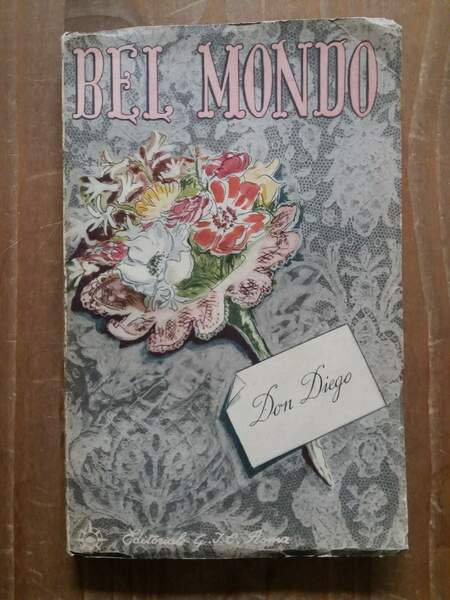 BEL MONDO
Don Diego
Editoriale G.I.O. Roma